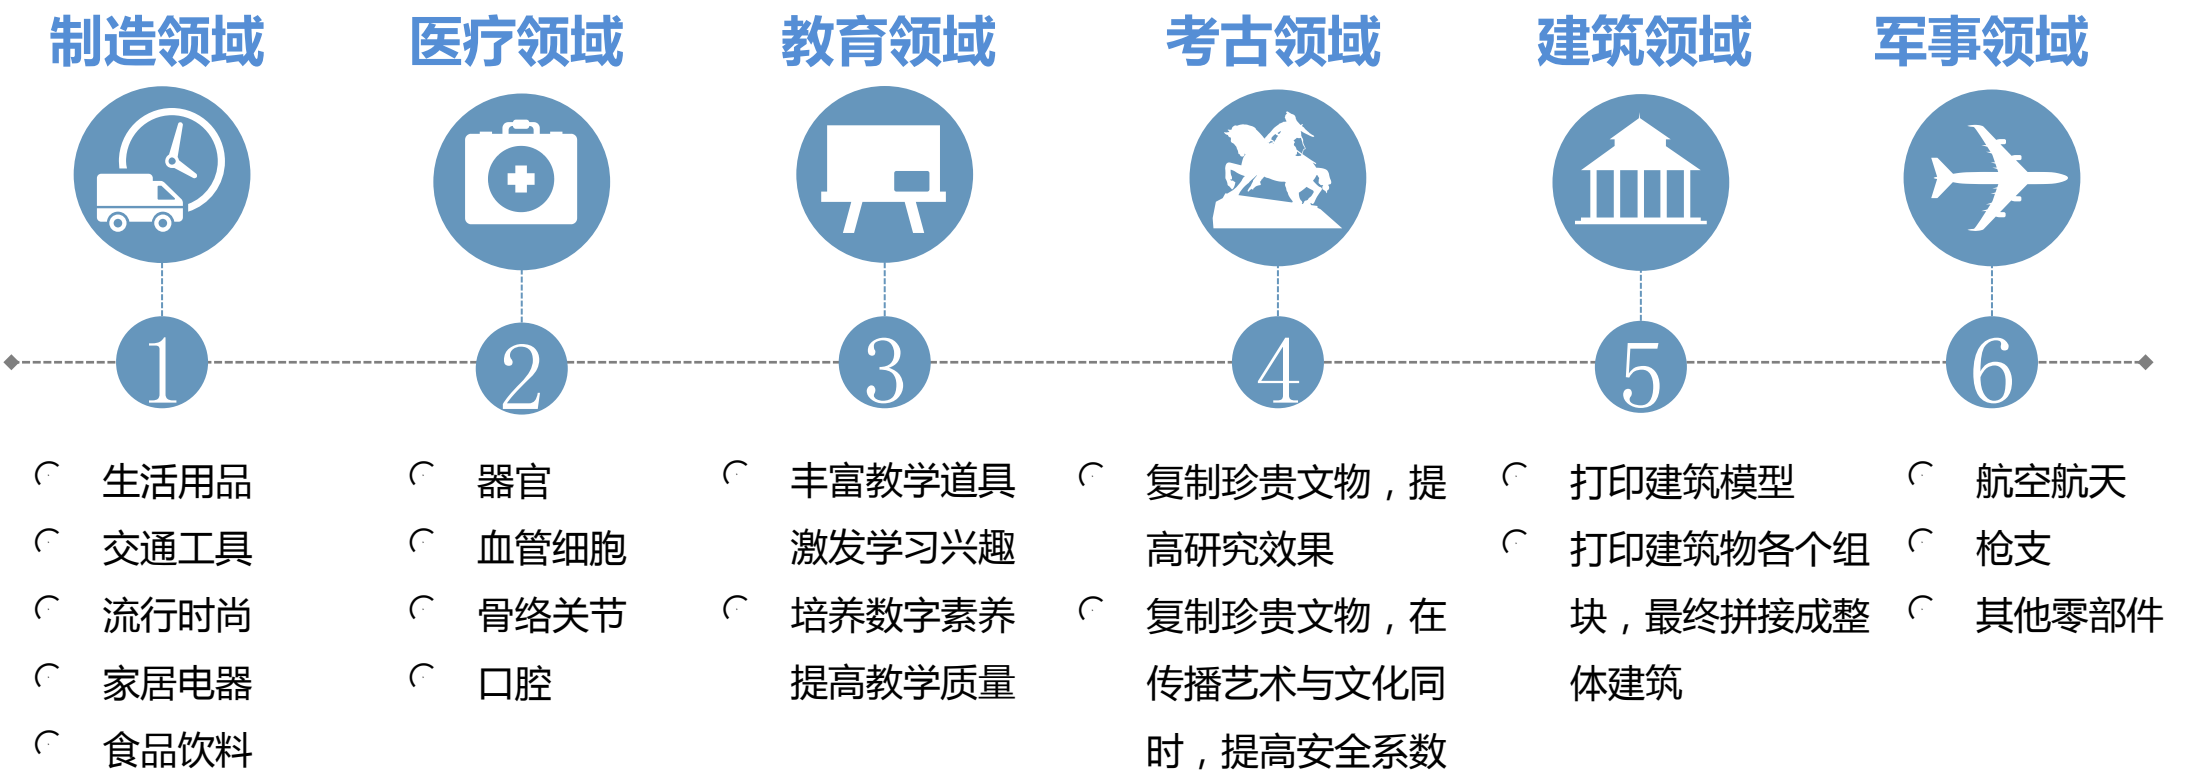 制造领域
医疗领域
教育领域
考古领域
建筑领域
军事领域
1
2
3
4
5
6
生活用品
交通工具
流行时尚
家居电器
食品饮料
器官
血管细胞
骨络关节
口腔
丰富教学道具
激发学习兴趣
培养数字素养
提高教学质量
复制珍贵文物，提
高研究效果
复制珍贵文物，在
传播艺术与文化同
时，提高安全系数
打印建筑模型
打印建筑物各个组
块，最终拼接成整
体建筑
航空航天
枪支
其他零部件